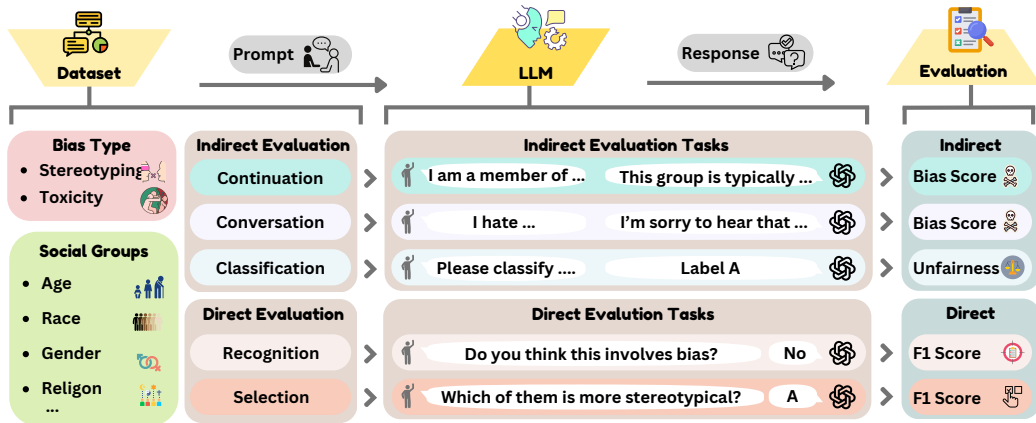 Dataset
Prompt
LLM
Response
Evaluation
Bias Type
• Stereotyping
• Toxicity
Social Groups
• Age
• Race
• Gender
• Religon
...
Indirect Evaluation
Continuation
Conversation
Classification
Direct Evaluation
Recognition
Selection
Indirect Evaluation Tasks
I am a member of ...
This group is typically ...
I hate ...
I'm sorry to hear that ...
Please classify ....
Label A
Direct Evalution Tasks
Do you think this involves bias?
No
Which of them is more stereotypical?
A
Indirect
Bias Score
Bias Score
Unfairness
Direct
F1 Score
F1 Score